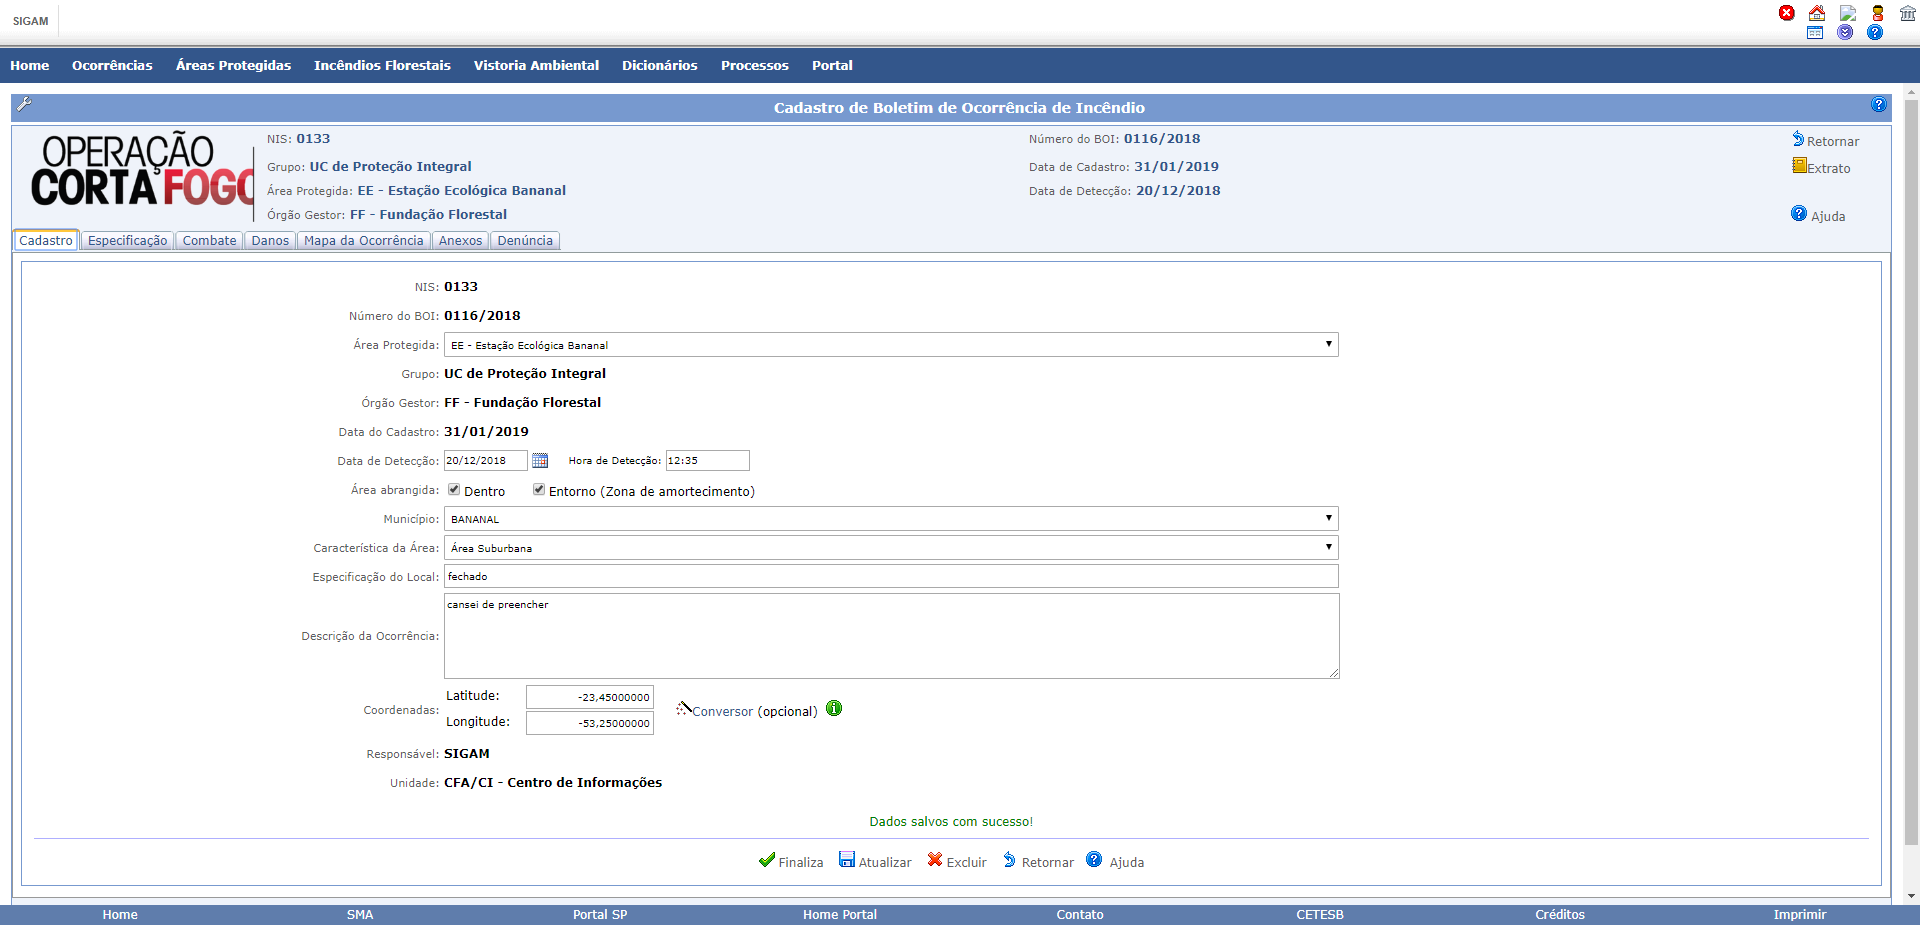 SIGAM
Home Ocorrências Áreas Protegidas Incêndios Florestais Vistoria Ambiental Dicionários Processos Portal
Cadastro de Boletim de Ocorrência de Incêndio
OPERAÇÃO
CORTA FOGO
NIS: 0133
Número do BOI: 0116/2018
Retornar
Grupo: UC de Proteção Integral
Data de Cadastro: 31/01/2019
Extrato
Área Protegida: EE - Estação Ecológica Bananal
Data de Detecção: 20/12/2018
Órgão Gestor: FF - Fundação Florestal
Ajuda
Cadastro Especificação Combate Danos Mapa da Ocorrência Anexos Denúncia
NIS: 0133
Número do BOI: 0116/2018
Área Protegida: EE - Estação Ecológica Bananal
Grupo: UC de Proteção Integral
Órgão Gestor: FF - Fundação Florestal
Data do Cadastro: 31/01/2019
Data de Detecção: 20/12/2018 Hora de Detecção: 12:35
Área abrangida: Dentro Entorno (Zona de amortecimento)
Município: BANANAL
Característica da Área: Área Suburbana
Especificação do Local: fechado
Descrição da Ocorrência: cansei de preencher
Coordenadas: Latitude: -23,45000000
Longitude: -53,25000000
Conversor (opcional)
Responsável: SIGAM
Unidade: CFA/CI - Centro de Informações
Dados salvos com sucesso!
Finaliza Atualizar Excluir Retornar Ajuda
Home SMA Portal SP Home Portal Contato CETESB Créditos Imprimir